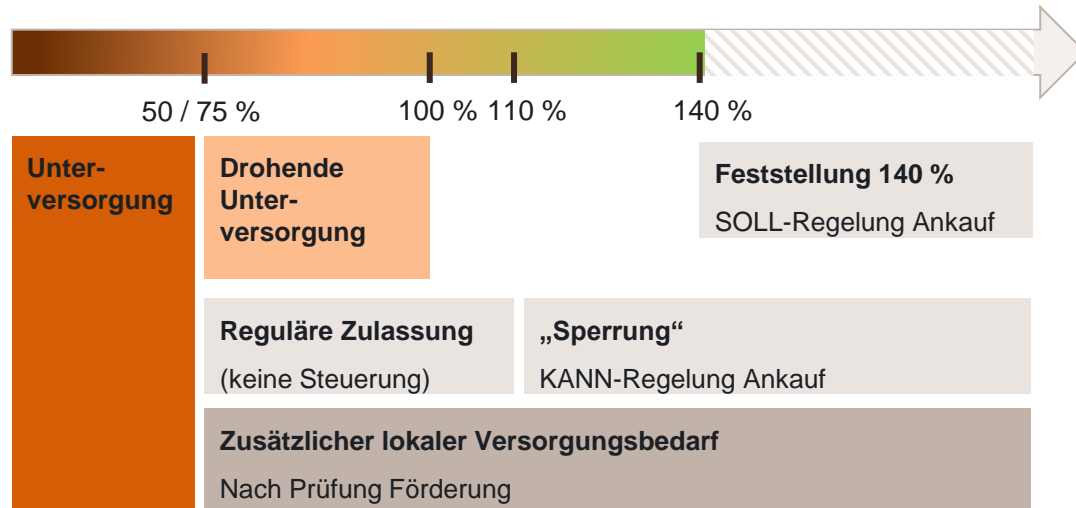 50 / 75 %
100 %
110 %
140 %
Unter-
versorgung
Drohende
Unter-
versorgung
Feststellung 140 %
SOLL-Regelung Ankauf
Reguläre Zulassung
(keine Steuerung)
„Sperrung“
KANN-Regelung Ankauf
Zusätzlicher lokaler Versorgungsbedarf
Nach Prüfung Förderung